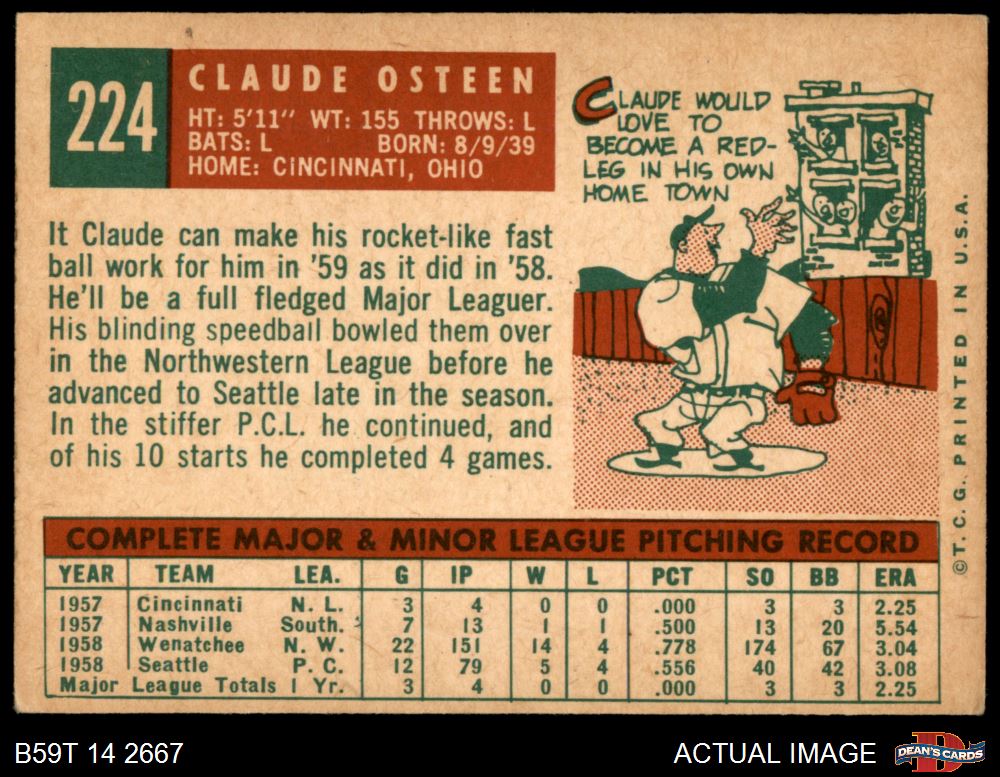 224
CLAUDE OSTEEN
HT: 5'11" WT: 155 THROWS: L
BATS: L BORN: 8/9/39
HOME: CINCINNATI, OHIO
CLAUDE WOULD
LOVE TO
BECOME A RED-
LEG IN HIS OWN
HOME TOWN
It Claude can make his rocket-like fast
ball work for him in '59 as it did in '58.
He'll be a full fledged Major Leaguer.
His blinding speedball bowled them over
in the Northwestern League before he
advanced to Seattle late in the season.
In the stiffer P.C.L. he continued, and
of his 10 starts he completed 4 games.
©T. C. G. PRINTED IN U.S.A.
COMPLETE MAJOR & MINOR LEAGUE PITCHING RECORD
YEAR TEAM LEA. G IP W L PCT SO BB ERA
1957 Cincinnati N. L. 3 4 0 0 .000 3 3 2.25
1957 Nashville South. 7 13 1 1 .500 13 20 5.54
1958 Wenatchee N. W. 22 151 14 4 .778 174 67 3.04
1958 Seattle P. C. 12 79 5 4 .556 40 42 3.08
Major League Totals 1 Yr. 3 4 0 0 .000 3 3 2.25
B59T 14 2667
ACTUAL IMAGE
D
DEAN'S CARDS